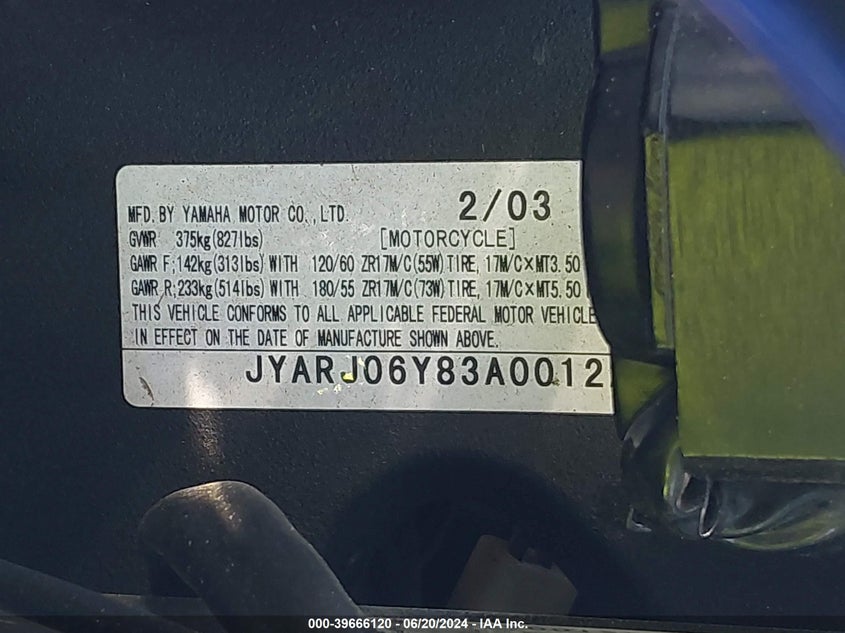 MFD. BY YAMAHA MOTOR CO., LTD. 2/03
GVWR 375kg(827lbs) [MOTORCYCLE]
GAWR F;142kg(313lbs) WITH 120/60 ZR17M/C(55W) TIRE, 17M/C×MT3.50
GAWR R;233kg(514lbs) WITH 180/55 ZR17M/C(73W) TIRE, 17M/C×MT5.50
THIS VEHICLE CONFORMS TO ALL APPLICABLE FEDERAL MOTOR VEHICLE
IN EFFECT ON THE DATE OF MANUFACTURE SHOWN ABOVE.
JYARJ06Y83A0012
000-39666120 - 06/20/2024 - IAA Inc.